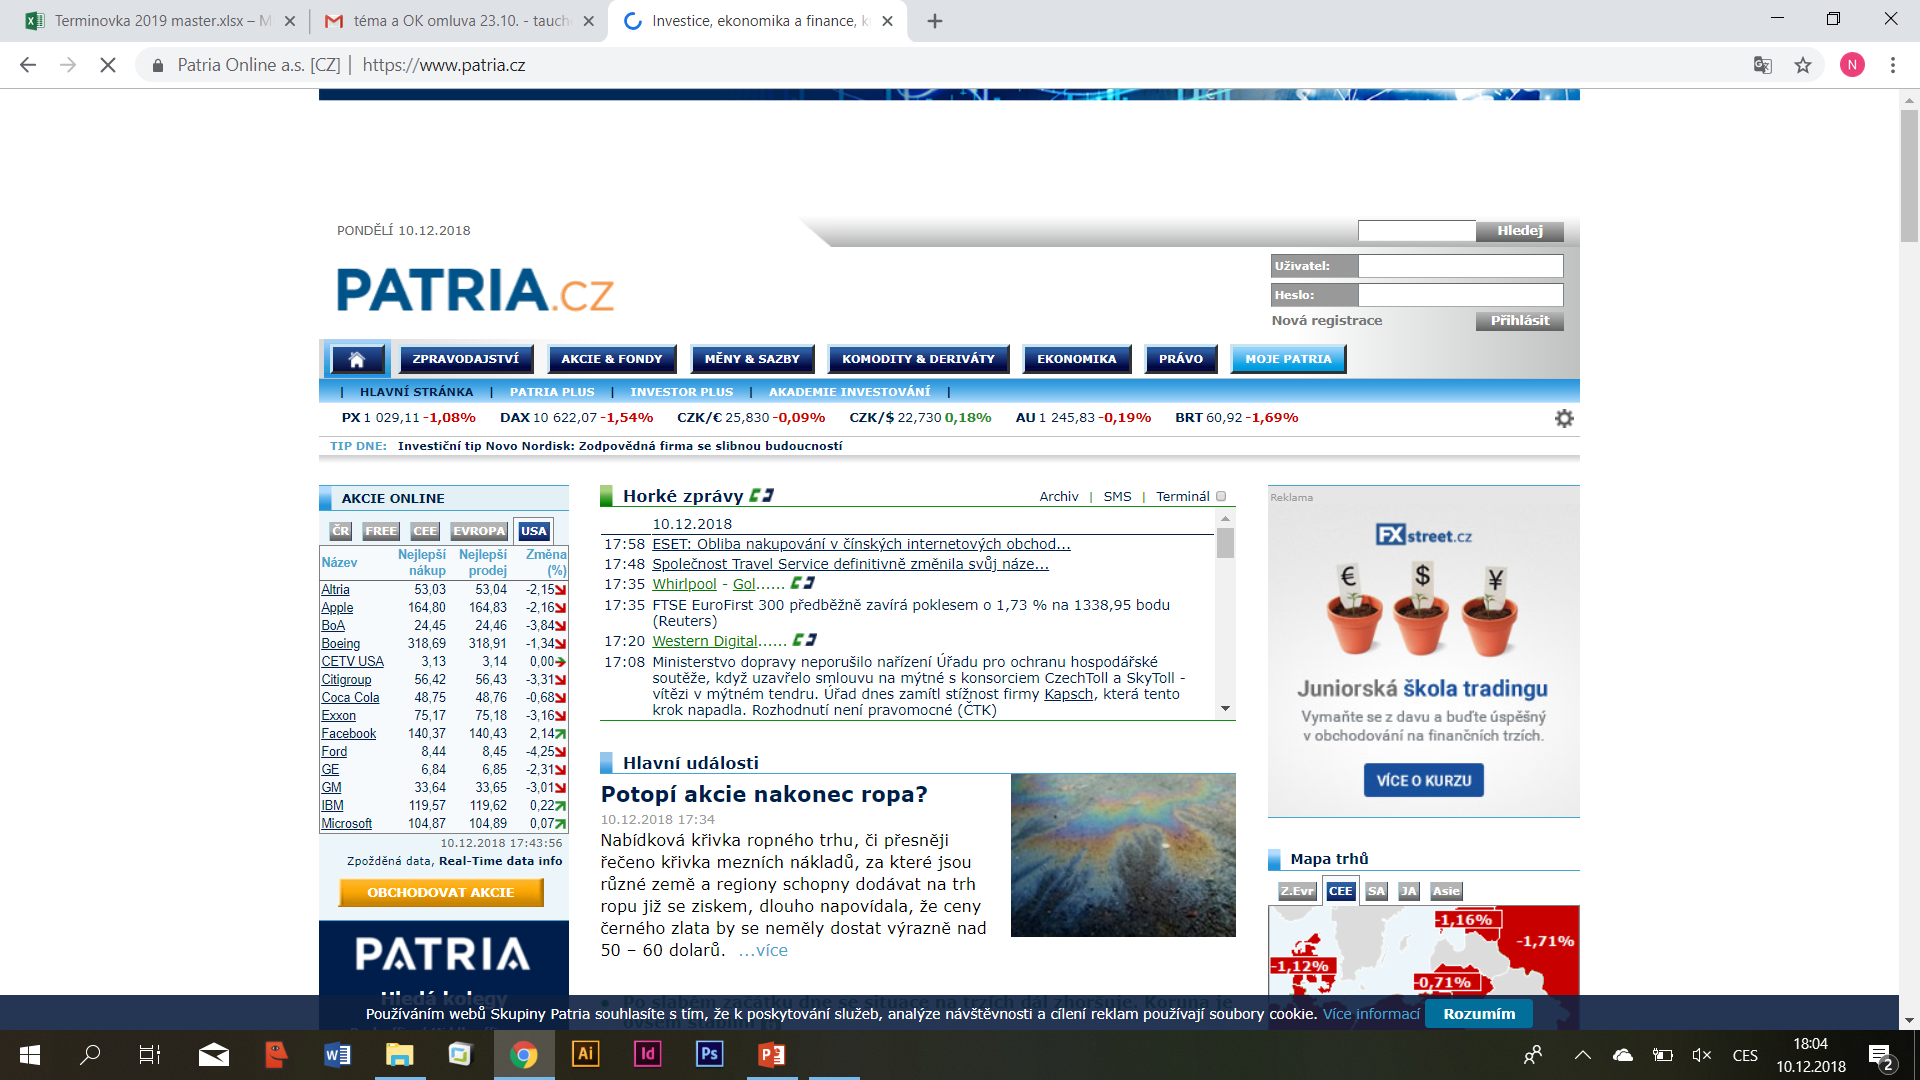 Terminovka 2019 master.xlsx – M
téma a OK omluva 23.10. - tauch
Investice, ekonomika a finance, k
Patria Online a.s. [CZ] | https://www.patria.cz
N
PONDĚLÍ 10.12.2018
Hledej
PATRIA.CZ
Uživatel:
Heslo:
Nová registrace
Přihlásit
ZPRAVODAJSTVÍ
AKCIE & FONDY
MĚNY & SAZBY
KOMODITY & DERIVÁTY
EKONOMIKA
PRÁVO
MOJE PATRIA
| HLAVNÍ STRÁNKA | PATRIA PLUS | INVESTOR PLUS | AKADEMIE INVESTOVÁNÍ |
PX 1 029,11 -1,08% DAX 10 622,07 -1,54% CZK/€ 25,830 -0,09% CZK/$ 22,730 0,18% AU 1 245,83 -0,19% BRT 60,92 -1,69%
TIP DNE: Investiční tip Novo Nordisk: Zodpovědná firma se slibnou budoucností
AKCIE ONLINE
ČR FREE CEE EVROPA USA
Název Nejlepší nákup Nejlepší prodej Změna (%)
Altria 53,03 53,04 -2,15
Apple 164,80 164,83 -2,16
BoA 24,45 24,46 -3,84
Boeing 318,69 318,91 -1,34
CETV USA 3,13 3,14 0,00
Citigroup 56,42 56,43 -3,31
Coca Cola 48,75 48,76 -0,68
Exxon 75,17 75,18 -3,16
Facebook 140,37 140,43 2,14
Ford 8,44 8,45 -4,25
GE 6,84 6,85 -2,31
GM 33,64 33,65 -3,01
IBM 119,57 119,62 0,22
Microsoft 104,87 104,89 0,07
10.12.2018 17:43:56
Zpožděná data, Real-Time data info
OBCHODOVAT AKCIE
PATRIA
Hledá kolegy
Horké zprávy
Archiv | SMS | Terminál
10.12.2018
17:58 ESET: Obliba nakupování v čínských internetových obchod...
17:48 Společnost Travel Service definitivně změnila svůj náze...
17:35 Whirlpool - Gol......
17:35 FTSE EuroFirst 300 předběžně zavírá poklesem o 1,73 % na 1338,95 bodu
(Reuters)
17:20 Western Digital......
17:08 Ministerstvo dopravy neporušilo nařízení Úřadu pro ochranu hospodářské
soutěže, když uzavřelo smlouvu na mýtné s konsorciem CzechToll a SkyToll -
vítězi v mýtném tendru. Úřad dnes zamítl stížnost firmy Kapsch, která tento
krok napadla. Rozhodnutí není pravomocné (ČTK)
Hlavní události
Potopí akcie nakonec ropa?
10.12.2018 17:34
Nabídková křivka ropného trhu, či přesněji
řečeno křivka mezních nákladů, za které jsou
různé země a regiony schopny dodávat na trh
ropu již se ziskem, dlouho napovídala, že ceny
černého zlata by se neměly dostat výrazně nad
50 – 60 dolarů. ...více
Po slabém začátku dne se situace na trzích dál zhoršuje. Koruna je
Reklama
FXstreet.cz
€ $ ¥
Juniorská škola tradingu
Vymaňte se z davu a buďte úspěšný
v obchodování na finančních trzích.
VÍCE O KURZU
Mapa trhů
Z.Evr CEE SA JA Asie
-1,16%
-1,71%
-1,12%
-0,71%
Používáním webů Skupiny Patria souhlasíte s tím, že k poskytování služeb, analýze návštěvnosti a cílení reklam používají soubory cookie. Více informací Rozumím
Ai
Id
Ps
CES
18:04
10.12.2018
2